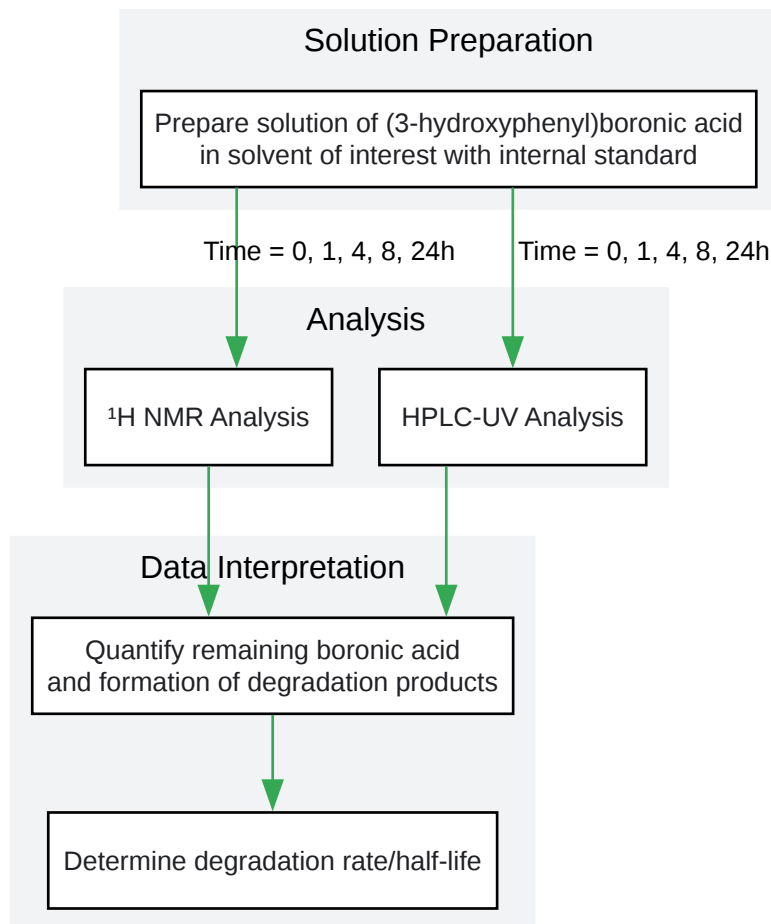 Solution Preparation
Prepare solution of (3-hydroxyphenyl)boronic acid
in solvent of interest with internal standard
Time = 0, 1, 4, 8, 24h
Time = 0, 1, 4, 8, 24h
Analysis
¹H NMR Analysis
HPLC-UV Analysis
Data Interpretation
Quantify remaining boronic acid
and formation of degradation products
Determine degradation rate/half-life